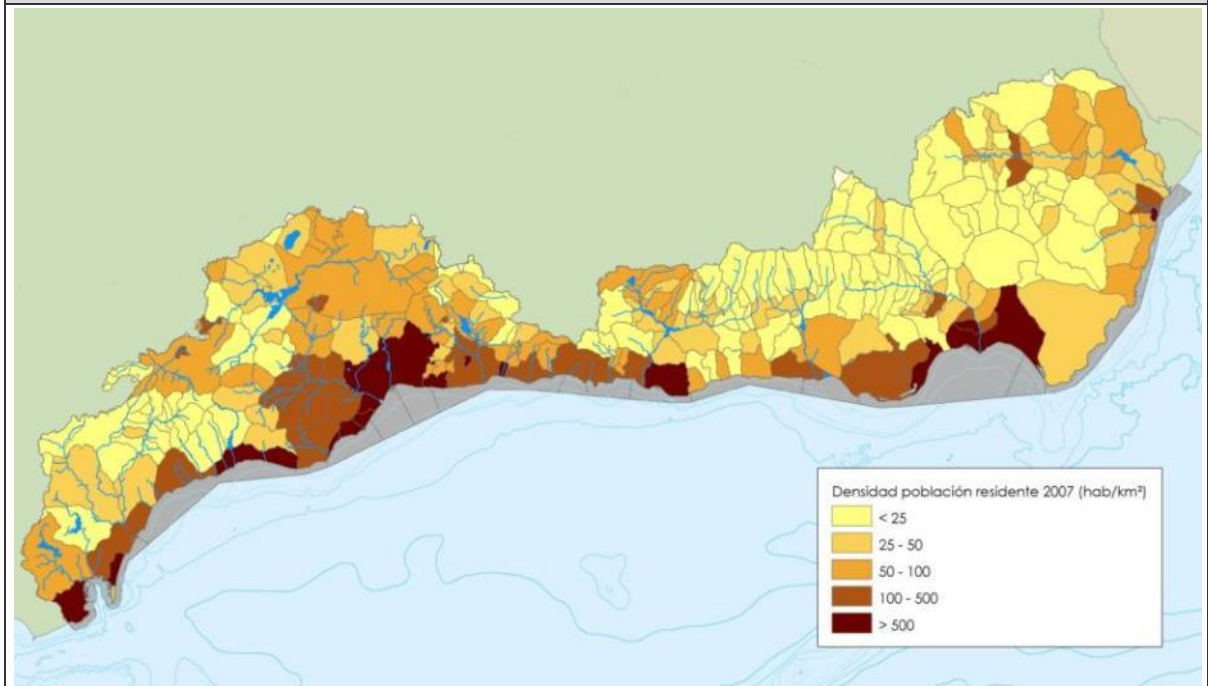 Densidad población residente 2007 (hab/km²)
< 25
25 - 50
50 - 100
100 - 500
> 500